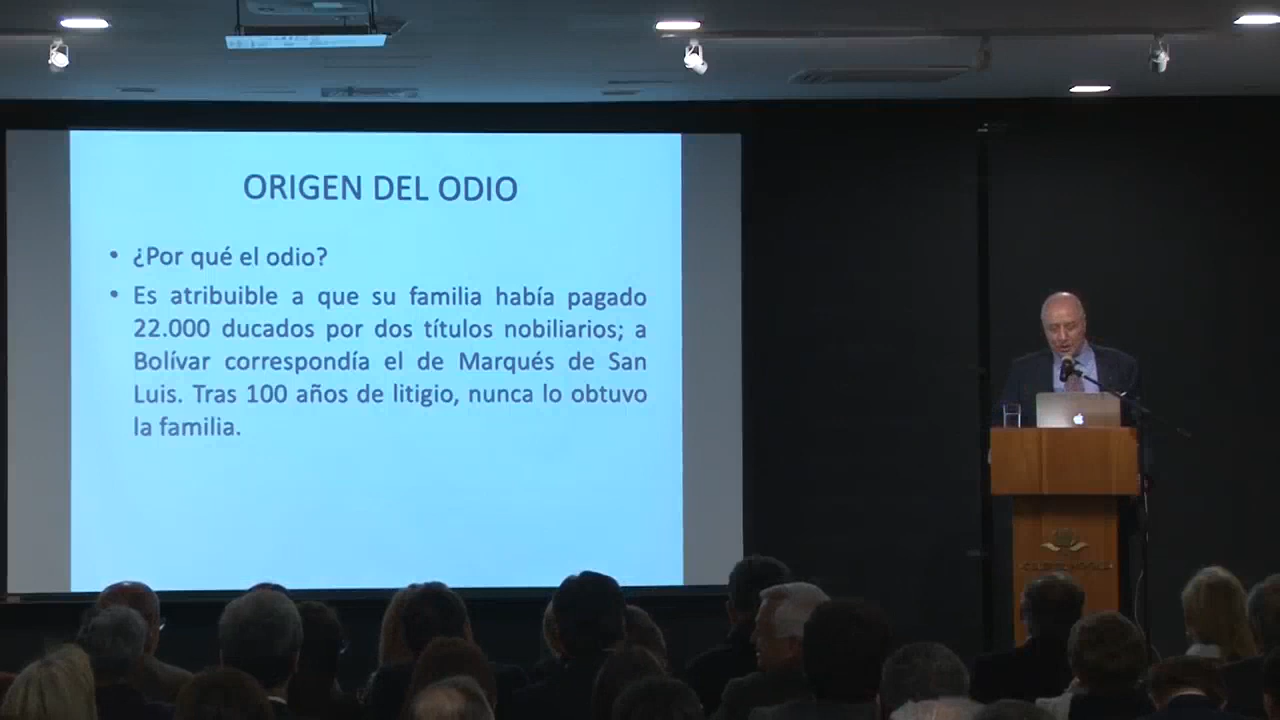 ORIGEN DEL ODIO
• ¿Por qué el odio?
• Es atribuible a que su familia había pagado
22.000 ducados por dos títulos nobiliarios; a
Bolívar correspondía el de Marqués de San
Luis. Tras 100 años de litigio, nunca lo obtuvo
la familia.